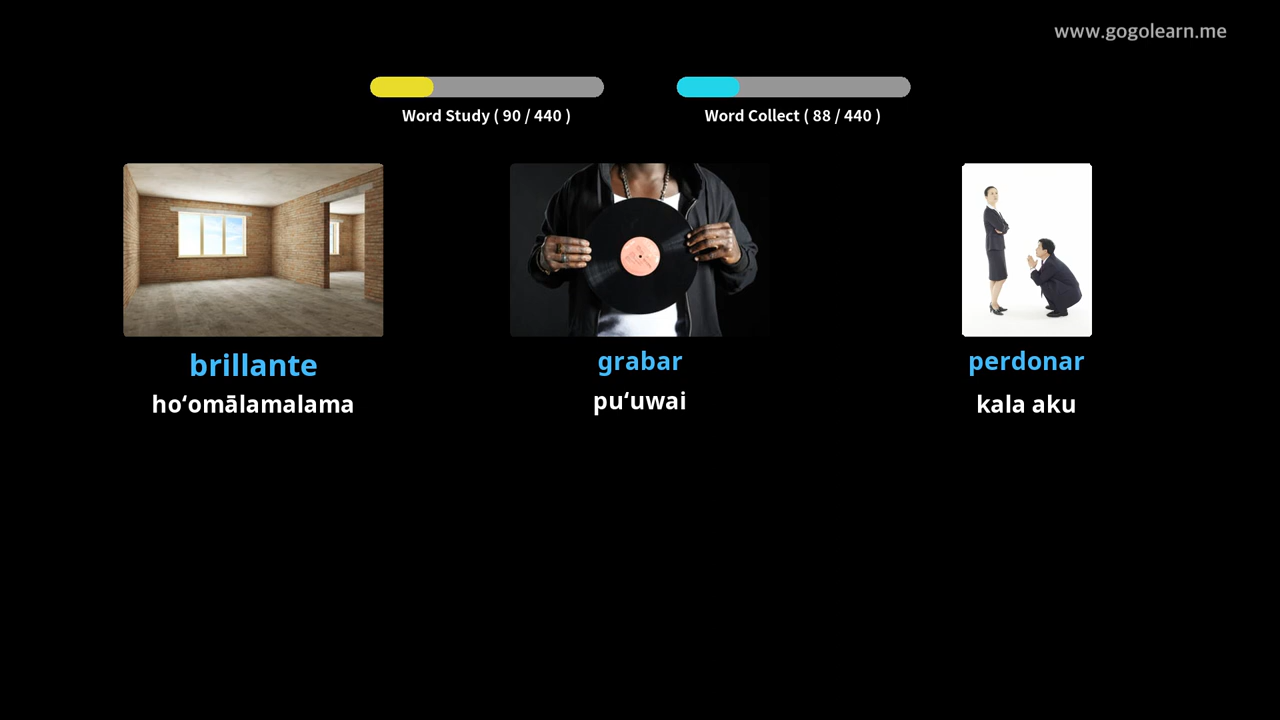 www.gogolearn.me
Word Study ( 90 / 440 )
Word Collect ( 88 / 440 )
brillante
hoʻomālamalama
grabar
puʻuwai
perdonar
kala aku